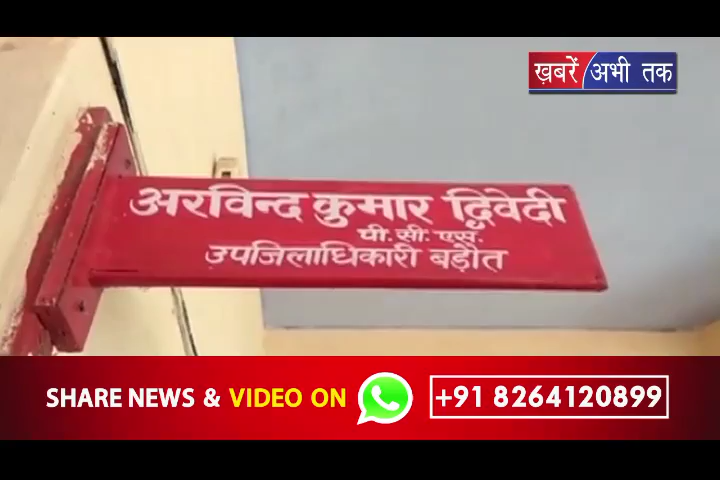 ख़बरें अभी तक
अरविन्द कुमार द्विवेदी
पी.सी. एस.
उपजिलाधिकारी बड़ौत
SHARE NEWS & VIDEO ON +91 8264120899